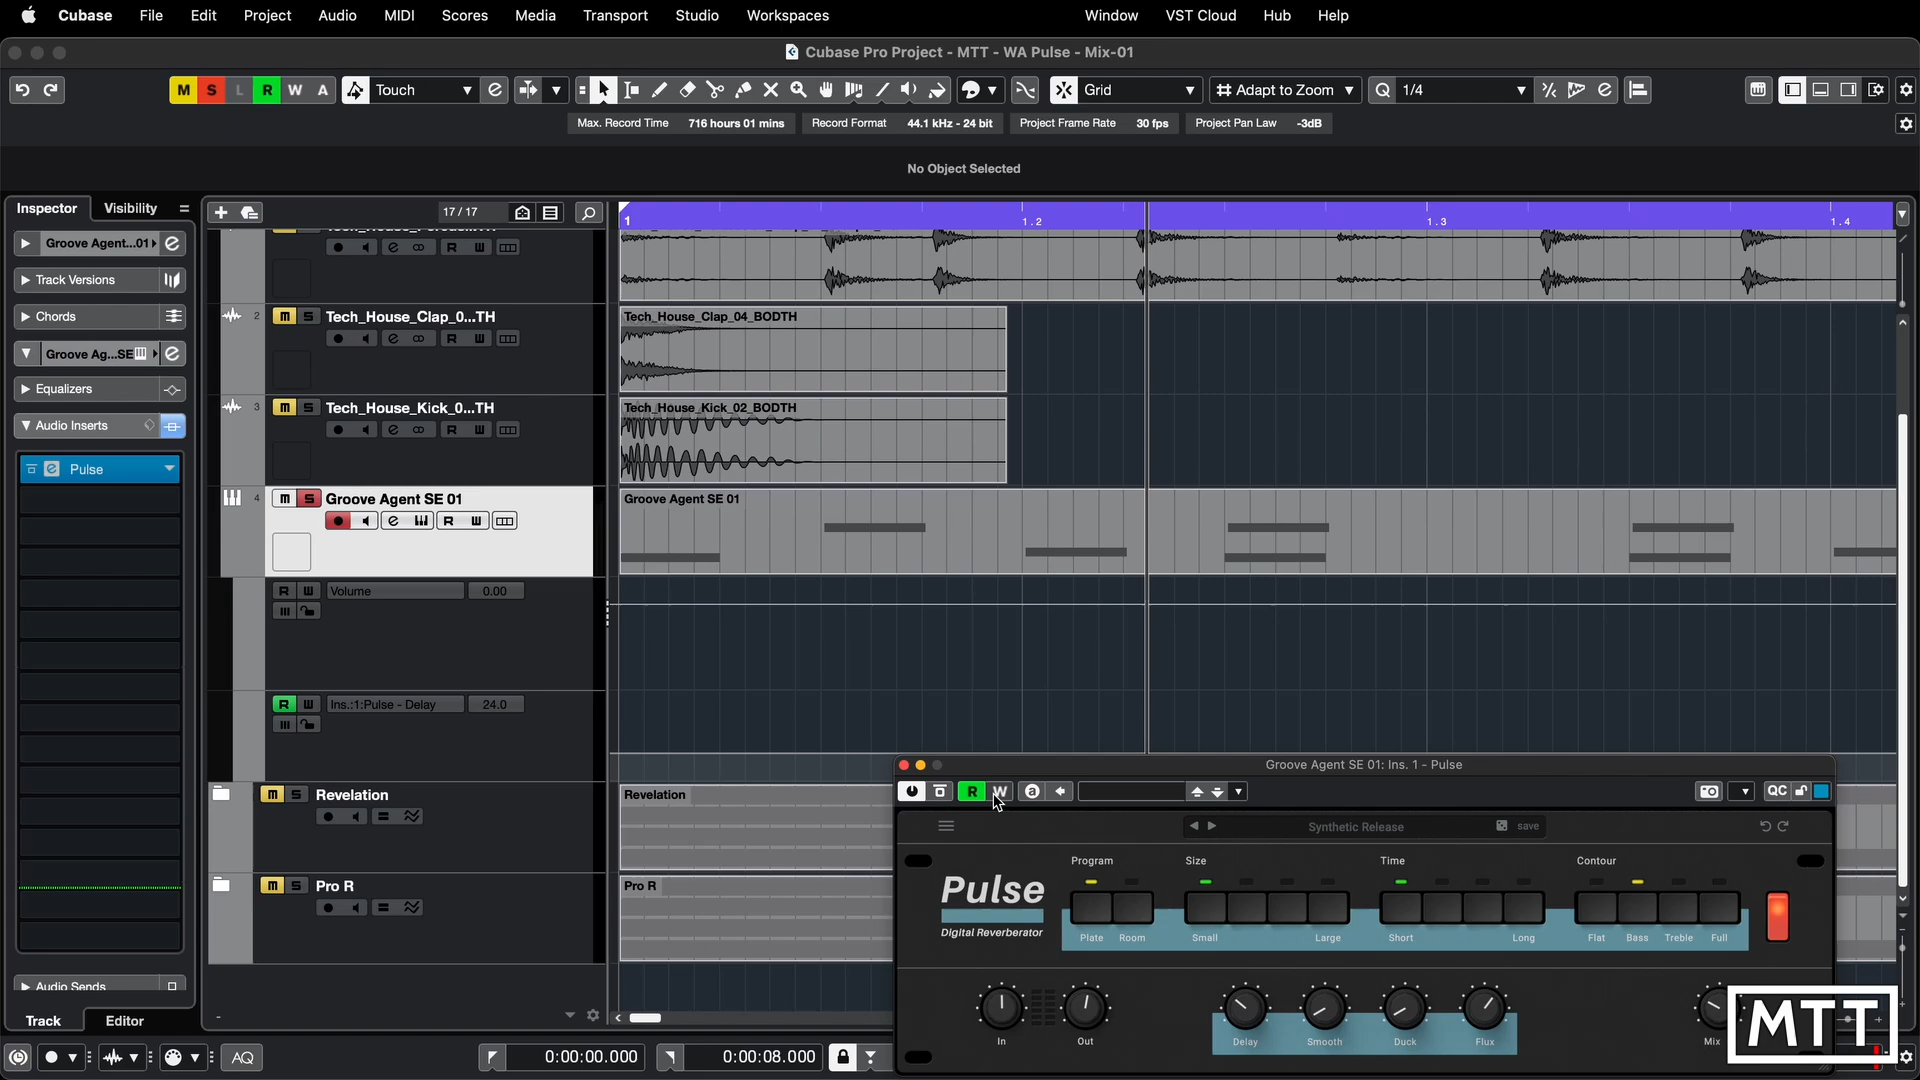 Cubase File Edit Project Audio MIDI Scores Media Transport Studio Workspaces Window VST Cloud Hub Help
Cubase Pro Project - MTT - WA Pulse - Mix-01
M S L R W A Touch Grid Adapt to Zoom Q 1/4
Max. Record Time 716 hours 01 mins Record Format 44.1 kHz - 24 bit Project Frame Rate 30 fps Project Pan Law -3dB
No Object Selected
Inspector Visibility 17 / 17
1 1.2 1.3 1.4
Groove Agent...01
R W
Track Versions
Chords
2 m S Tech_House_Clap_0...TH Tech_House_Clap_04_BODTH
R W
Groove Ag...SE
Equalizers
3 m S Tech_House_Kick_0...TH Tech_House_Kick_02_BODTH
R W
Audio Inserts
Pulse
4 m S Groove Agent SE 01 Groove Agent SE 01
R W
R W Volume 0.00
R W Ins.:1:Pulse - Delay 24.0
Groove Agent SE 01: Ins. 1 - Pulse
R W a QC
m S Revelation Revelation
Synthetic Release save
Program Size Time Contour
m S Pro R Pro R
Pulse
Digital Reverberator
Plate Room Small Large Short Long Flat Bass Treble Full
Audio Sends
In Out Delay Smooth Duck Flux Mix
MTT
Track Editor
AQ 0:00:00.000 0:00:08.000